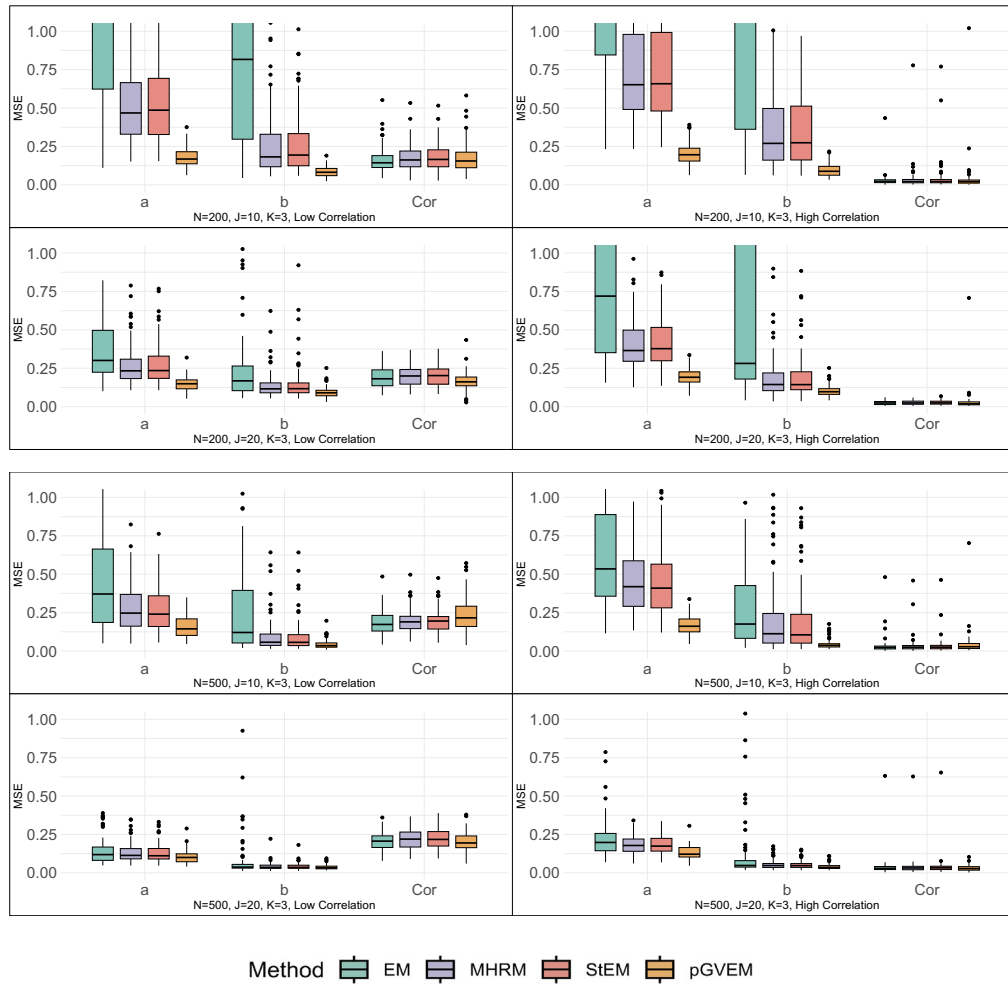 1.00
0.75
0.50
0.25
0.00
MSE
a
b
Cor
N=200, J=10, K=3, Low Correlation
1.00
0.75
0.50
0.25
0.00
MSE
a
b
Cor
N=200, J=10, K=3, High Correlation
1.00
0.75
0.50
0.25
0.00
MSE
a
b
Cor
N=200, J=20, K=3, Low Correlation
1.00
0.75
0.50
0.25
0.00
MSE
a
b
Cor
N=200, J=20, K=3, High Correlation
1.00
0.75
0.50
0.25
0.00
MSE
a
b
Cor
N=500, J=10, K=3, Low Correlation
1.00
0.75
0.50
0.25
0.00
MSE
a
b
Cor
N=500, J=10, K=3, High Correlation
1.00
0.75
0.50
0.25
0.00
MSE
a
b
Cor
N=500, J=20, K=3, Low Correlation
1.00
0.75
0.50
0.25
0.00
MSE
a
b
Cor
N=500, J=20, K=3, High Correlation
Method EM MHRM StEM pGVEM